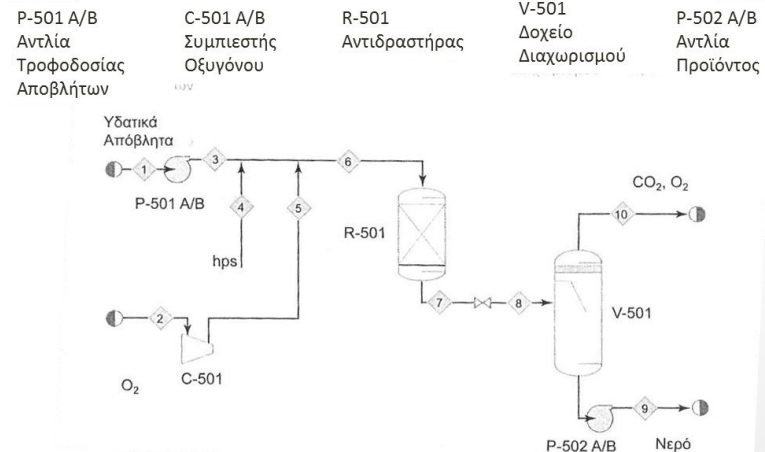 P-501 A/B
Αντλία
Τροφοδοσίας
Αποβλήτων
C-501 A/B
Συμπιεστής
Οξυγόνου
R-501
Αντιδραστήρας
V-501
Δοχείο
Διαχωρισμού
P-502 A/B
Αντλία
Προϊόντος
ων
Υδατικά
Απόβλητα
1
3
6
P-501 A/B
4
5
hps
R-501
CO₂, O₂
10
7
8
V-501
2
O₂
C-501
9
P-502 A/B
Νερό